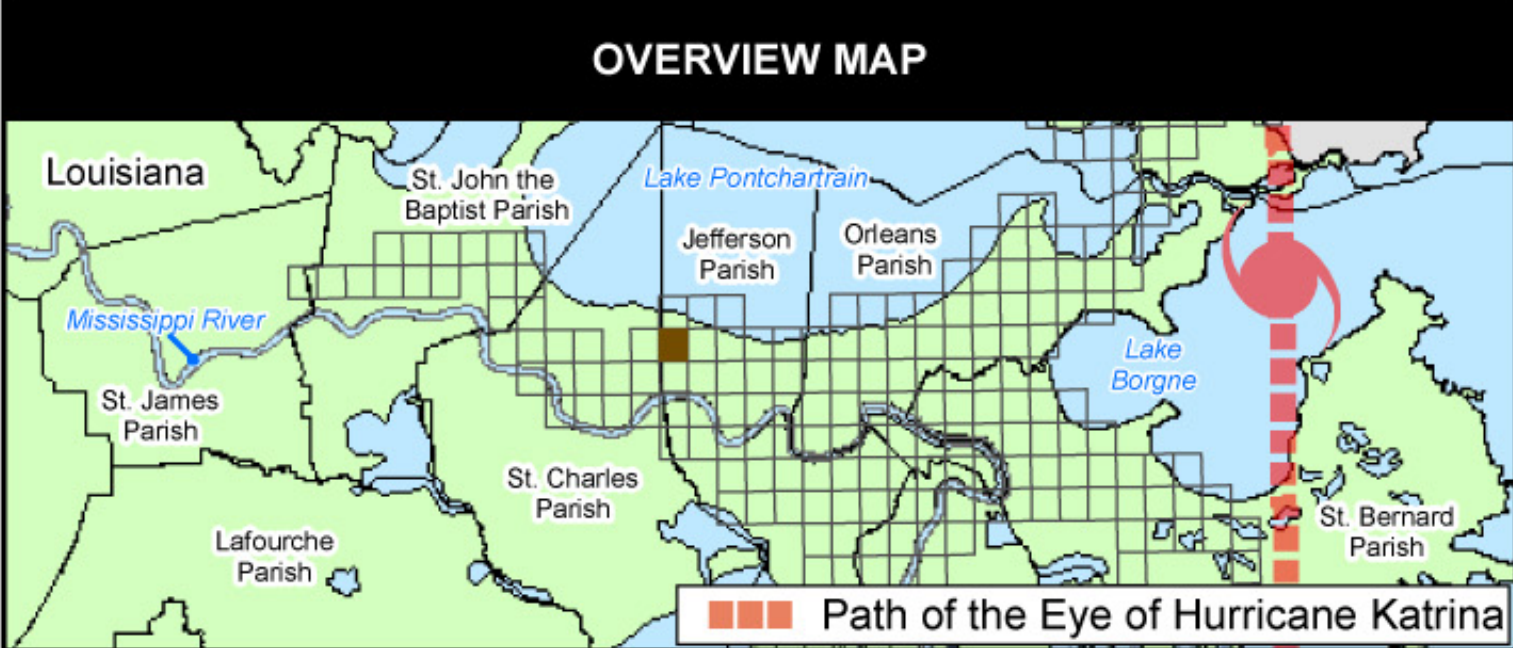 OVERVIEW MAP
Louisiana
St. John the
Baptist Parish
Lake Pontchartrain
Jefferson
Parish
Orleans
Parish
Mississippi River
Lake
Borgne
St. James
Parish
St. Charles
Parish
Lafourche
Parish
St. Bernard
Parish
Path of the Eye of Hurricane Katrina